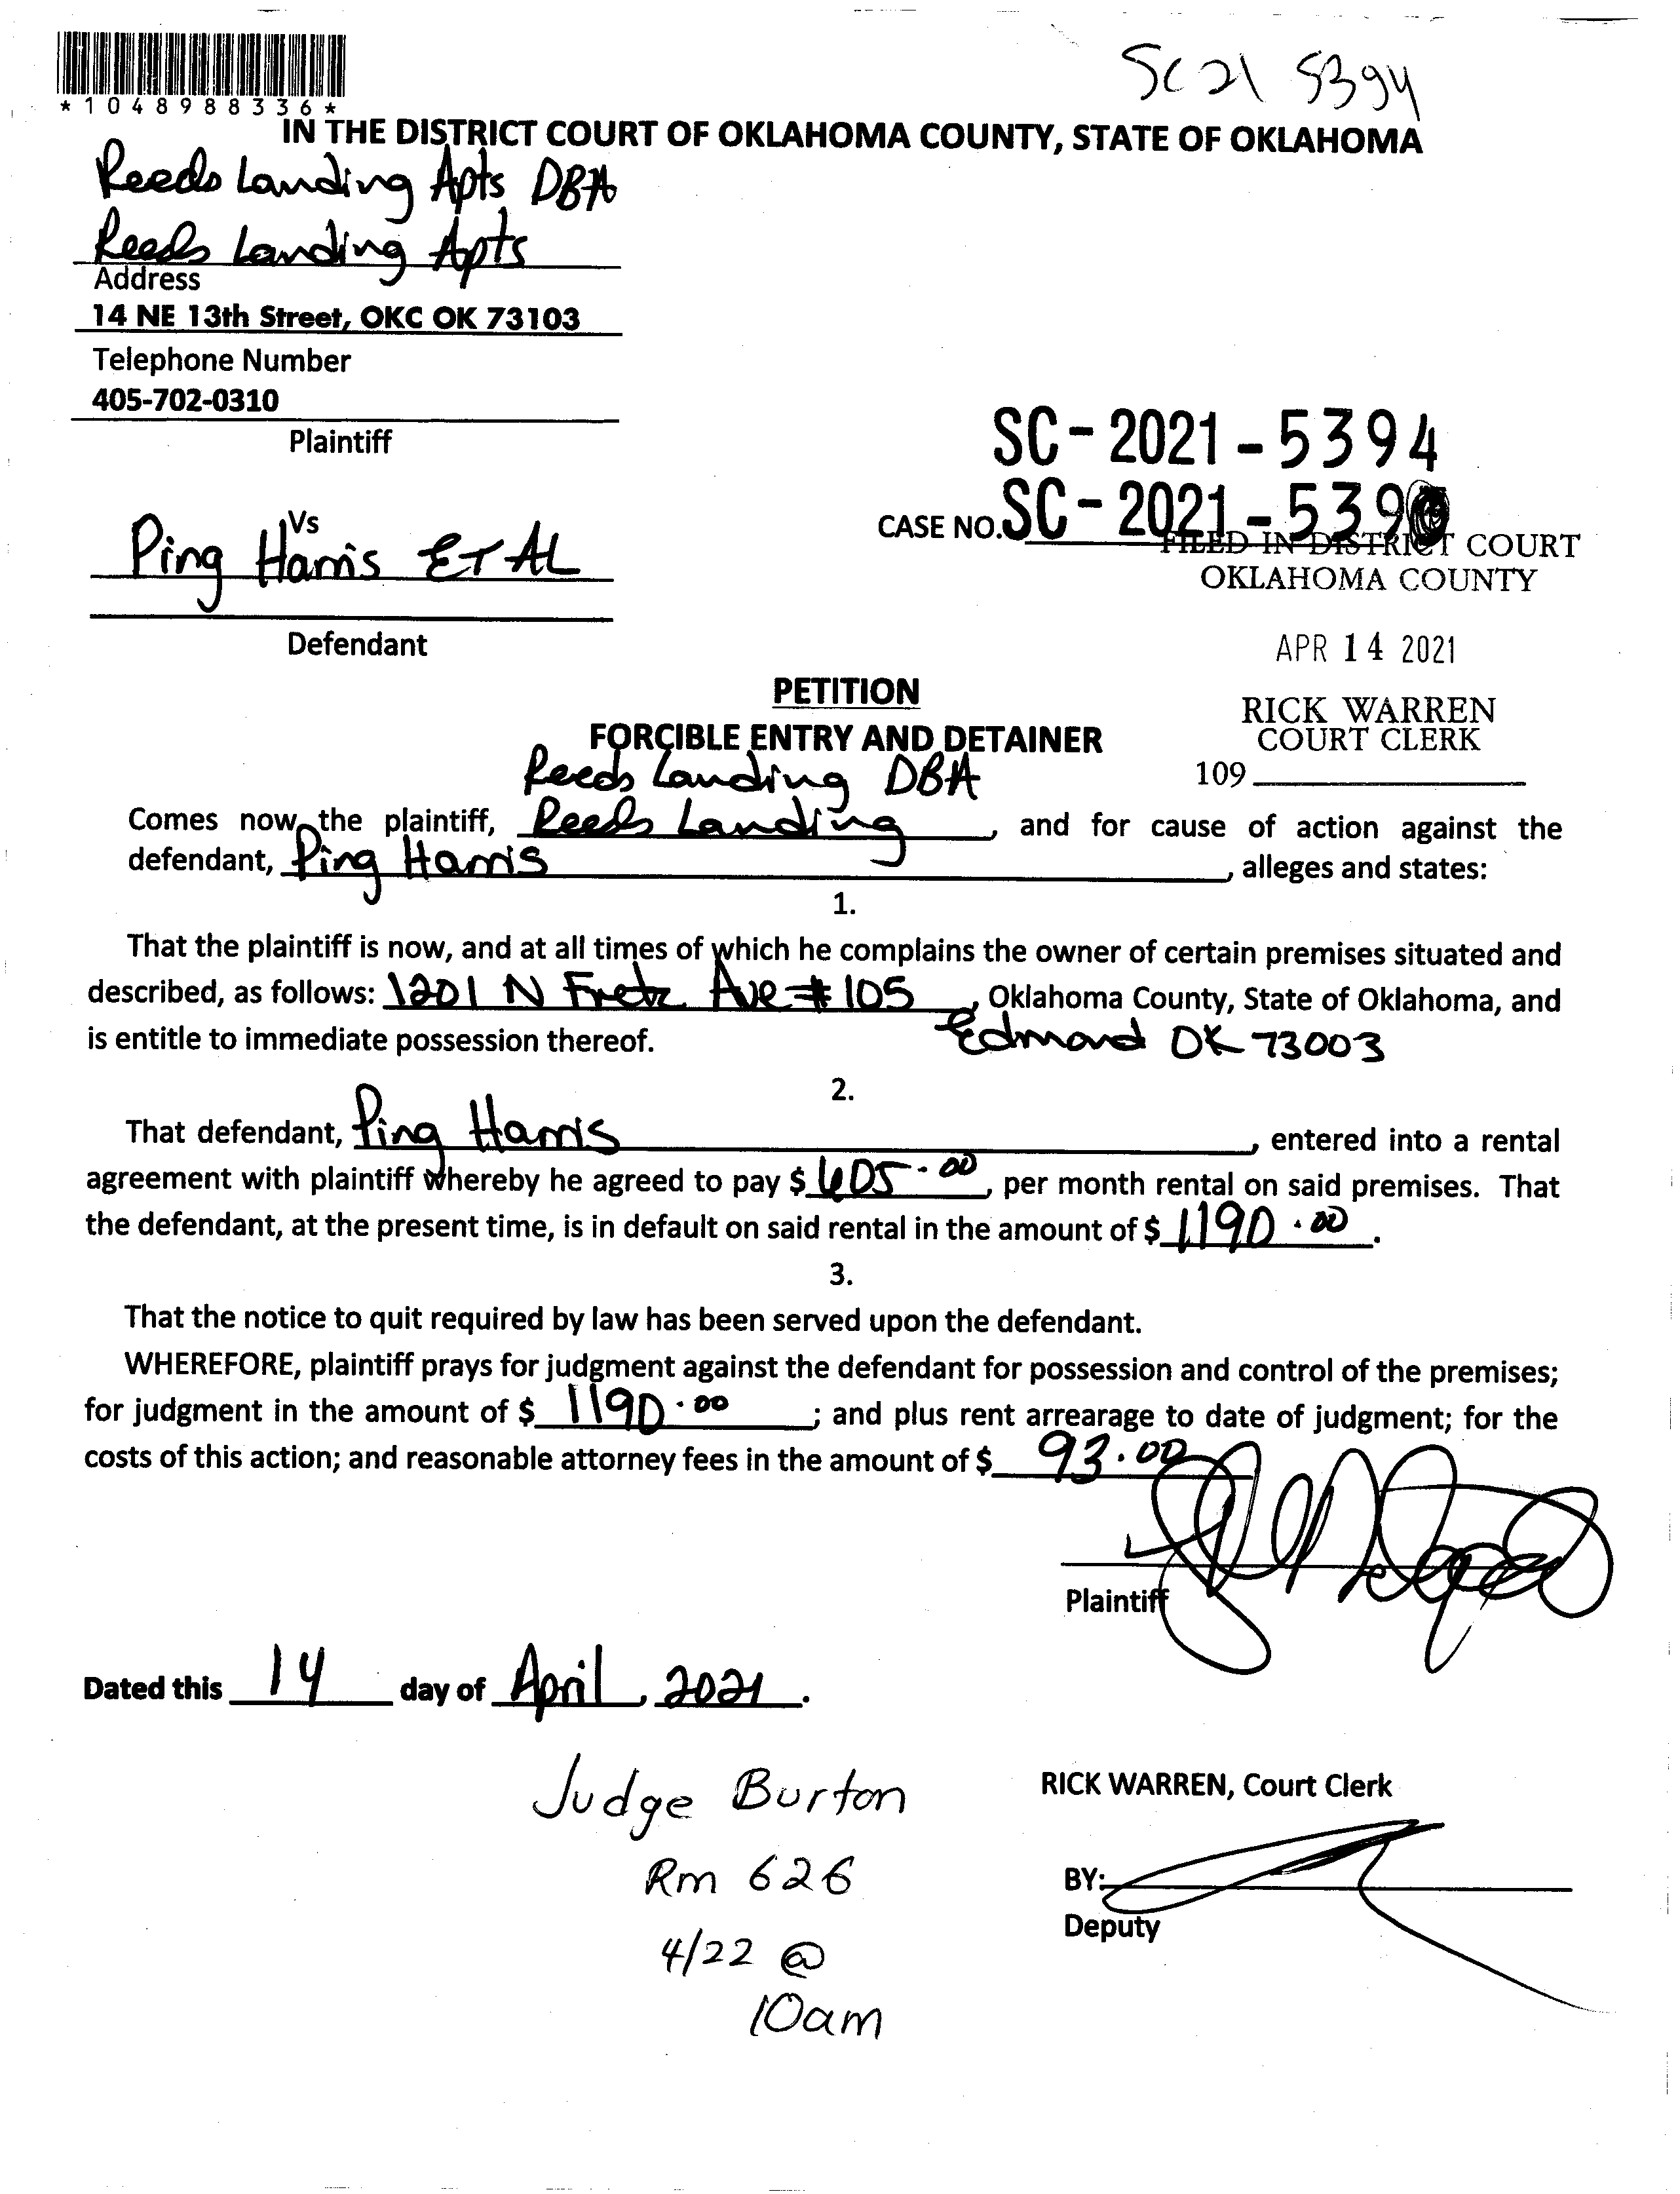 *1048988336*
SC 21 5394
IN THE DISTRICT COURT OF OKLAHOMA COUNTY, STATE OF OKLAHOMA
Reeds Landing Apts DBA
Reeds Landing Apts
Address
14 NE 13th Street, OKC OK 73103
Telephone Number
405-702-0310
Plaintiff
SC-2021-5394
CASE NO. SC-2021-539
Vs
Ping Harris ET AL
Defendant
FILED IN DISTRICT COURT
OKLAHOMA COUNTY
APR 14 2021
RICK WARREN
COURT CLERK
109
PETITION
FORCIBLE ENTRY AND DETAINER
Reeds Landing DBA
Comes now the plaintiff, Reeds Landing, and for cause of action against the
defendant, Ping Harris, alleges and states:
1.
That the plaintiff is now, and at all times of which he complains the owner of certain premises situated and
described, as follows: 1201 N Fretz Ave #105, Oklahoma County, State of Oklahoma, and
Edmond OK 73003
is entitle to immediate possession thereof.
2.
That defendant, Ping Harris, entered into a rental
agreement with plaintiff whereby he agreed to pay $ 605.00, per month rental on said premises. That
the defendant, at the present time, is in default on said rental in the amount of $ 1190.00.
3.
That the notice to quit required by law has been served upon the defendant.
WHEREFORE, plaintiff prays for judgment against the defendant for possession and control of the premises;
for judgment in the amount of $ 1190.00; and plus rent arrearage to date of judgment; for the
costs of this action; and reasonable attorney fees in the amount of $ 93.00
Plaintiff
Dated this 14 day of April, 2021.
Judge Burton
Rm 626
4/22 @
10am
RICK WARREN, Court Clerk
BY:
Deputy